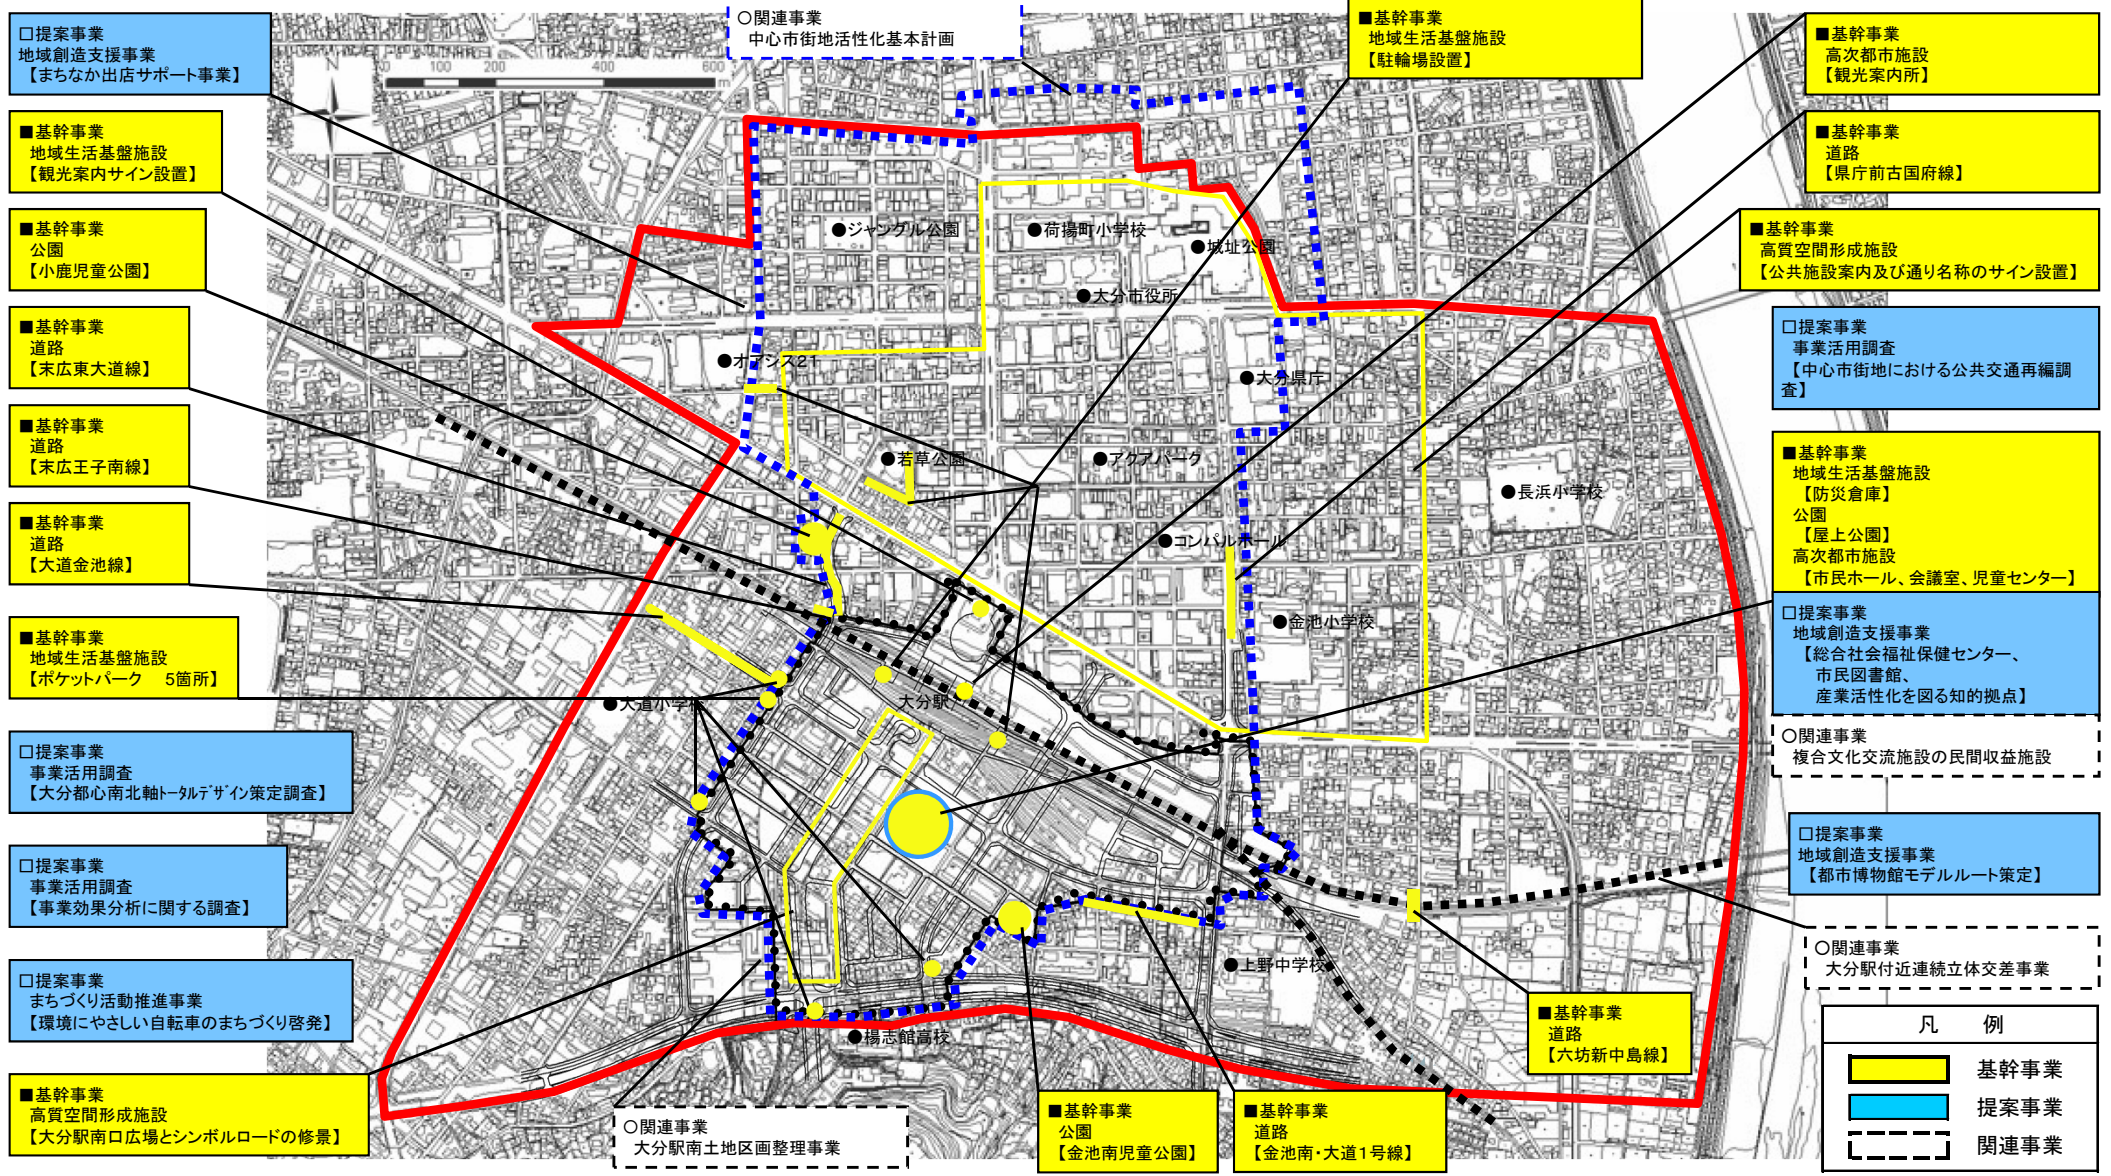 □提案事業
地域創造支援事業
【まちなか出店サポート事業】
■基幹事業
地域生活基盤施設
【観光案内サイン設置】
■基幹事業
公園
【小鹿児童公園】
■基幹事業
道路
【末広東大道線】
■基幹事業
道路
【末広王子南線】
■基幹事業
道路
【大道金池線】
■基幹事業
地域生活基盤施設
【ポケットパーク　5箇所】
□提案事業
事業活用調査
【大分都心南北軸トータルデザイン策定調査】
□提案事業
事業活用調査
【事業効果分析に関する調査】
□提案事業
まちづくり活動推進事業
【環境にやさしい自転車のまちづくり啓発】
■基幹事業
高質空間形成施設
【大分駅南口広場とシンボルロードの修景】
○関連事業
中心市街地活性化基本計画
N
0 100 200 400 600
m
■基幹事業
地域生活基盤施設
【駐輪場設置】
●ジャングル公園
●荷揚町小学校
●城址公園
●大分市役所
●オアシス21
●大分県庁
●若草公園
●アクアパーク
●長浜小学校
●コンパルホール
●金池小学校
大分駅
●大道小学校
●上野中学校
●楊志館高校
○関連事業
大分駅南土地区画整理事業
■基幹事業
公園
【金池南児童公園】
■基幹事業
道路
【金池南・大道1号線】
■基幹事業
道路
【六坊新中島線】
■基幹事業
高次都市施設
【観光案内所】
■基幹事業
道路
【県庁前古国府線】
■基幹事業
高質空間形成施設
【公共施設案内及び通り名称のサイン設置】
□提案事業
事業活用調査
【中心市街地における公共交通再編調
査】
■基幹事業
地域生活基盤施設
【防災倉庫】
公園
【屋上公園】
高次都市施設
【市民ホール、会議室、児童センター】
□提案事業
地域創造支援事業
【総合社会福祉保健センター、
市民図書館、
産業活性化を図る知的拠点】
○関連事業
複合文化交流施設の民間収益施設
□提案事業
地域創造支援事業
【都市博物館モデルルート策定】
○関連事業
大分駅付近連続立体交差事業
凡　例
基幹事業
提案事業
関連事業